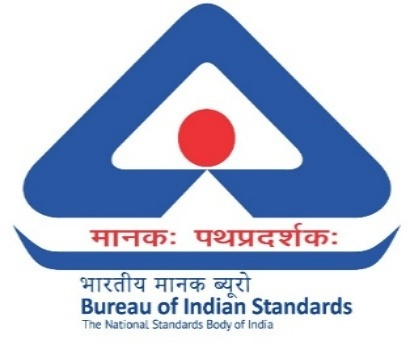 मानकः पथप्रदर्शकः
भारतीय मानक ब्यूरो
Bureau of Indian Standards
The National Standards Body of India